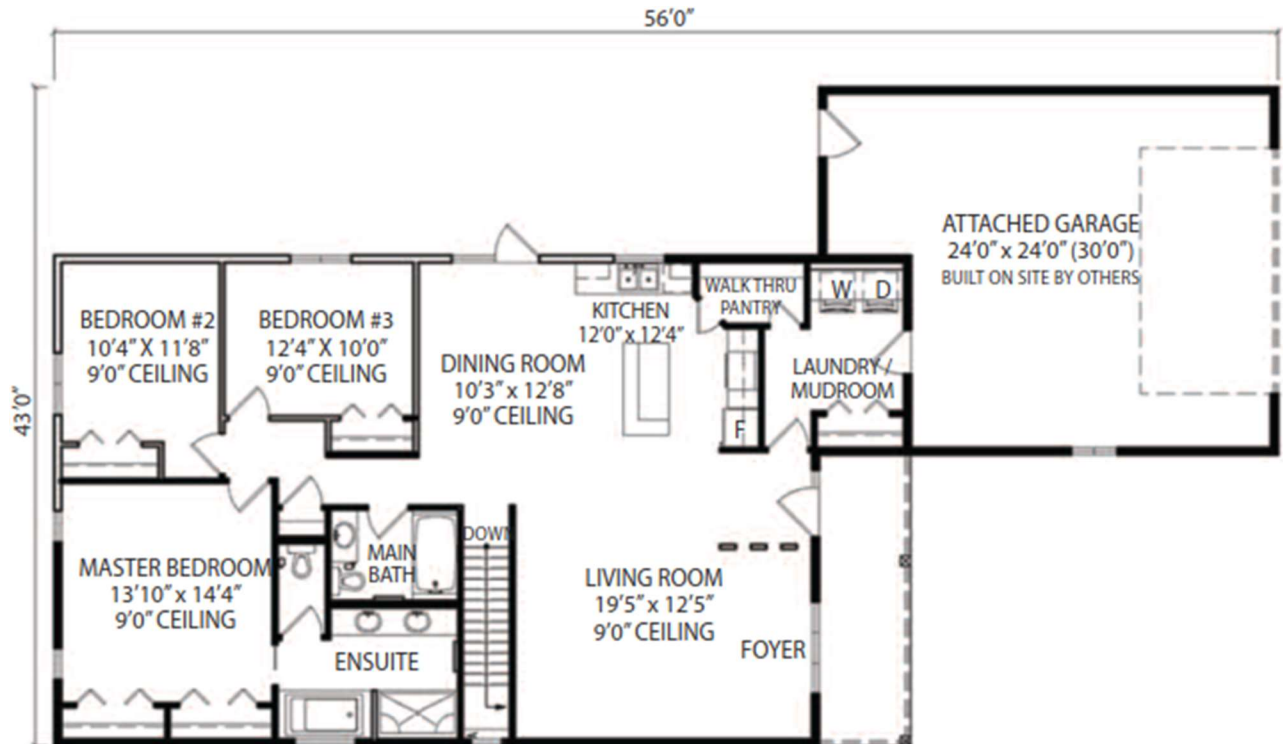 56'0"
43'0"
ATTACHED GARAGE
24'0" x 24'0" (30'0")
BUILT ON SITE BY OTHERS
BEDROOM #2
10'4" X 11'8"
9'0" CEILING
BEDROOM #3
12'4" X 10'0"
9'0" CEILING
DINING ROOM
10'3" x 12'8"
9'0" CEILING
KITCHEN
12'0" x 12'4"
WALK THRU
PANTRY
W D
LAUNDRY /
MUDROOM
F
MASTER BEDROOM
13'10" x 14'4"
9'0" CEILING
MAIN
BATH
DOWN
ENSUITE
LIVING ROOM
19'5" x 12'5"
9'0" CEILING
FOYER